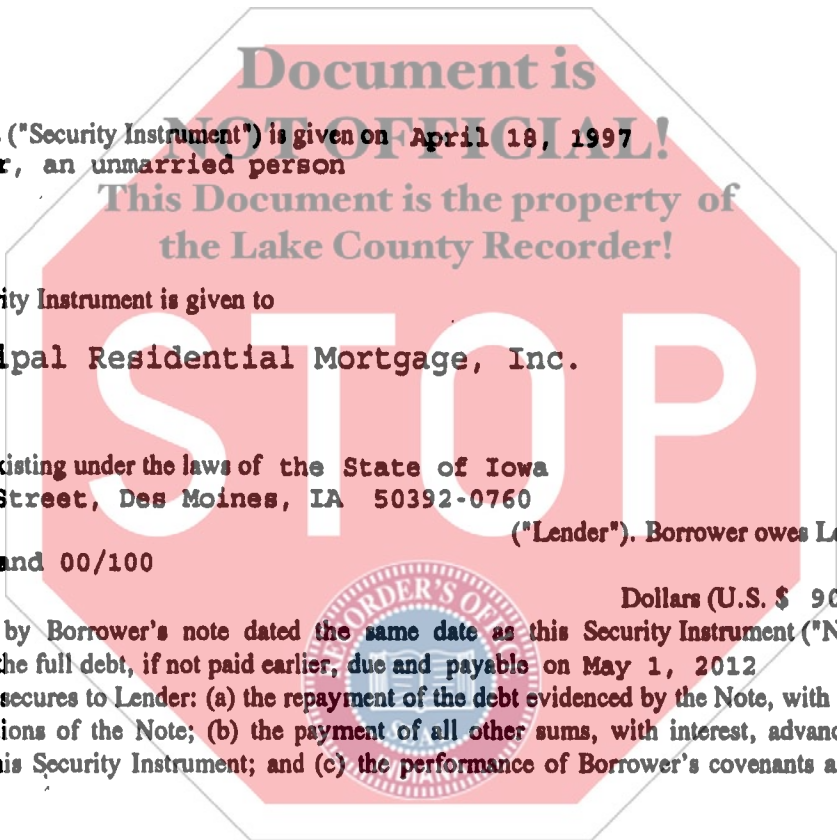 Document is
NOT OFFICIAL!
("Security Instrument") is given on April 18, 1997
r, an unmarried person
This Document is the property of
the Lake County Recorder!
ity Instrument is given to
ipal Residential Mortgage, Inc.
STOP
xisting under the laws of the State of Iowa
Street, Des Moines, IA 50392-0760
("Lender"). Borrower owes Le
and 00/100
Dollars (U.S. $ 90
RECORDER'S OFFICE
by Borrower's note dated the same date as this Security Instrument ("N
the full debt, if not paid earlier, due and payable on May 1, 2012
secures to Lender: (a) the repayment of the debt evidenced by the Note, with
ions of the Note; (b) the payment of all other sums, with interest, advanc
is Security Instrument; and (c) the performance of Borrower's covenants a